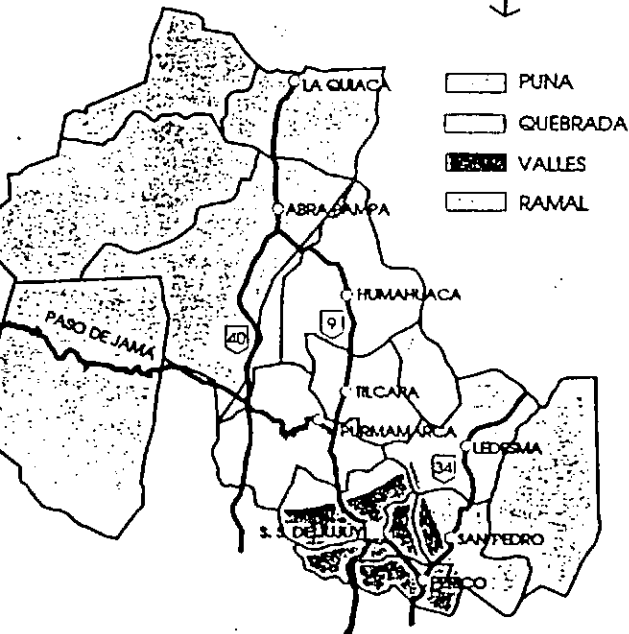 LA QUIACA
PUNA
QUEBRADA
VALLES
RAMAL
ABRA PAMPA
HUMAHUACA
PASO DE JAMA
40
91
TILCARA
PURMAMARCA
LEDESMA
34
S. S. DE JUJUY
SAN PEDRO
PERICO